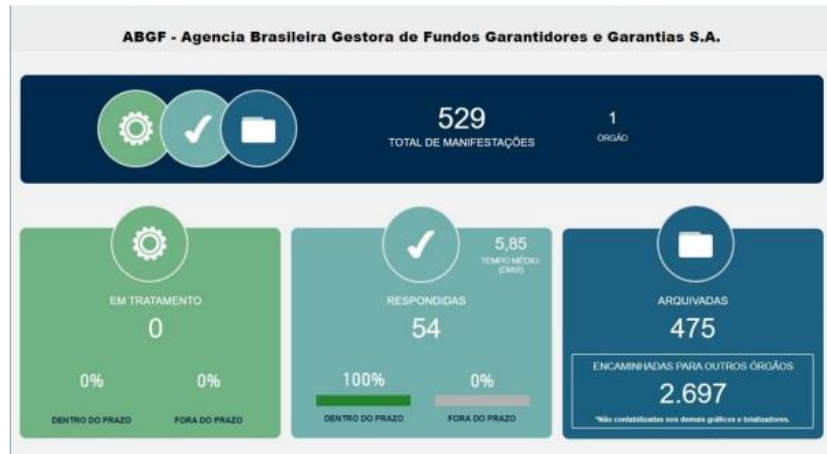 ABGF - Agencia Brasileira Gestora de Fundos Garantidores e Garantias S.A.
529
TOTAL DE MANIFESTAÇÕES
1
ÓRGÃO
EM TRATAMENTO
0
0%
0%
DENTRO DO PRAZO
FORA DO PRAZO
5,85
TEMPO MÉDIO
(DIAS)
RESPONDIDAS
54
100%
0%
DENTRO DO PRAZO
FORA DO PRAZO
ARQUIVADAS
475
ENCAMINHADAS PARA OUTROS ÓRGÃOS
2.697
*Não contabilizadas nos demais gráficos e totalizadores.